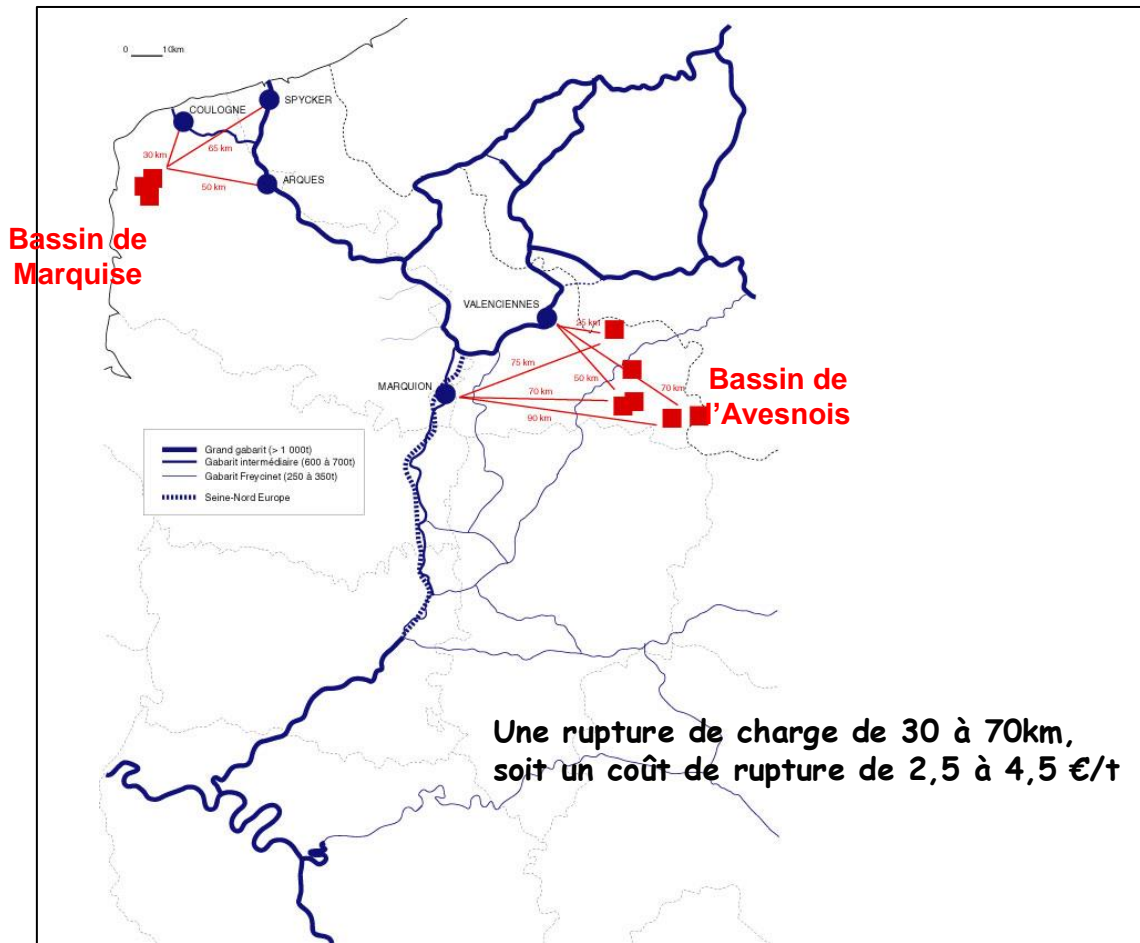 0 10km
COULOGNE
SPYCKER
30 km
65 km
50 km
ARQUES
Bassin de
Marquise
VALENCIENNES
25 km
75 km
50 km
70 km
MARQUION
70 km
90 km
Bassin de
l'Avesnois
Grand gabarit (> 1 000t)
Gabarit intermédiaire (600 à 700t)
Gabarit Freycinet (250 à 350t)
Seine-Nord Europe
Une rupture de charge de 30 à 70km,
soit un coût de rupture de 2,5 à 4,5 €/t